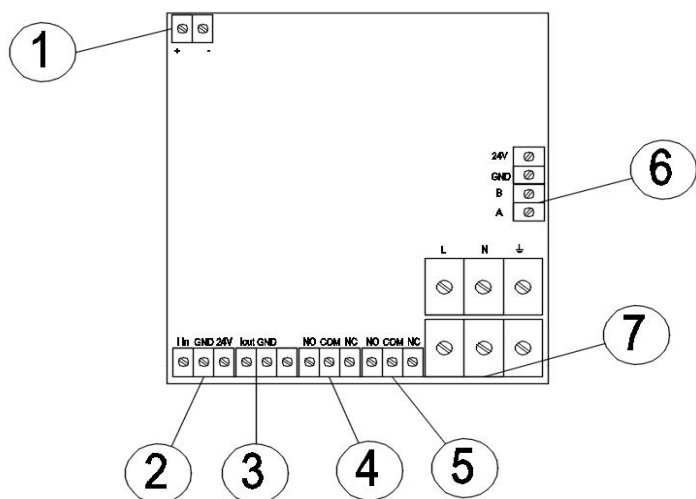 1
+ -
24V
GND
B
A
6
L N ⏚
7
I In GND 24V Iout GND NO COM NC NO COM NC
2 3 4 5